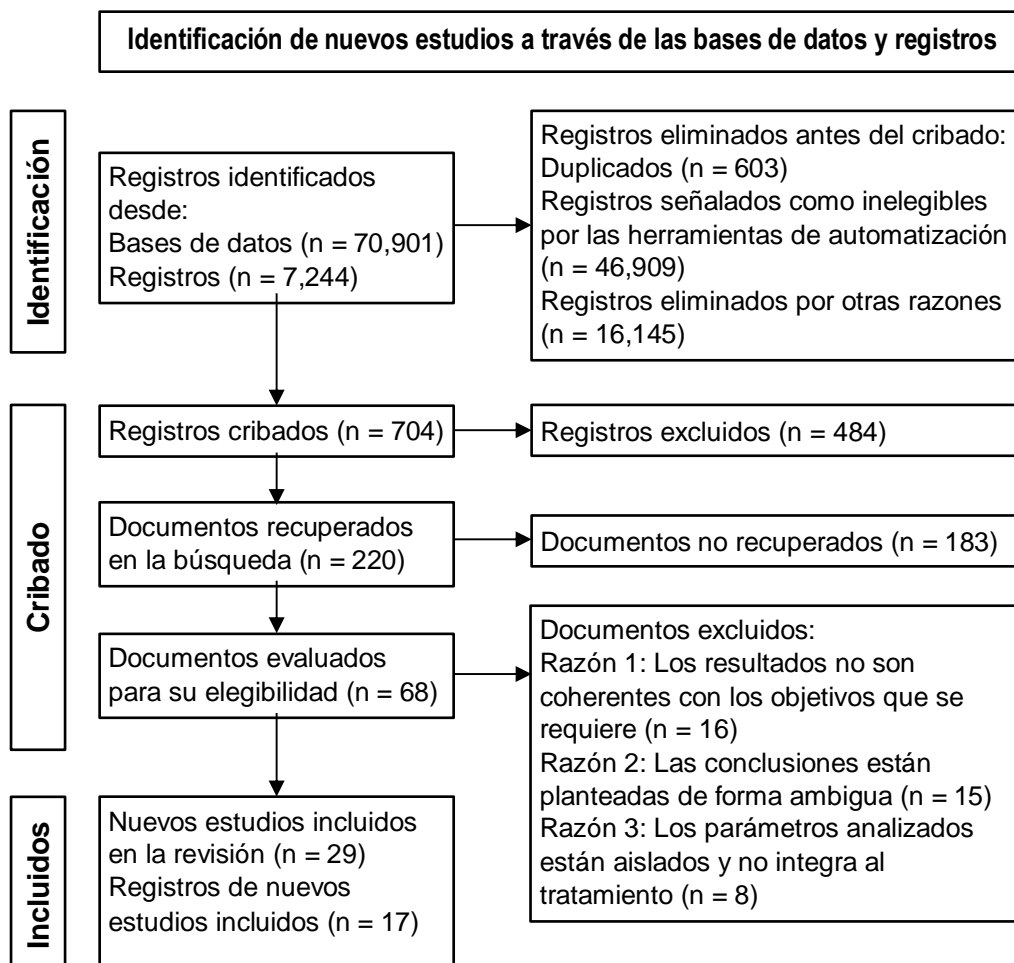 Identificación de nuevos estudios a través de las bases de datos y registros
Identificación
Registros identificados
desde:
Bases de datos (n = 70,901)
Registros (n = 7,244)
Registros eliminados antes del cribado:
Duplicados (n = 603)
Registros señalados como inelegibles
por las herramientas de automatización
(n = 46,909)
Registros eliminados por otras razones
(n = 16,145)
Cribado
Registros cribados (n = 704)
Registros excluidos (n = 484)
Documentos recuperados
en la búsqueda (n = 220)
Documentos no recuperados (n = 183)
Documentos evaluados
para su elegibilidad (n = 68)
Documentos excluidos:
Razón 1: Los resultados no son
coherentes con los objetivos que se
requiere (n = 16)
Razón 2: Las conclusiones están
planteadas de forma ambigua (n = 15)
Razón 3: Los parámetros analizados
están aislados y no integra al
tratamiento (n = 8)
Incluidos
Nuevos estudios incluidos
en la revisión (n = 29)
Registros de nuevos
estudios incluidos (n = 17)